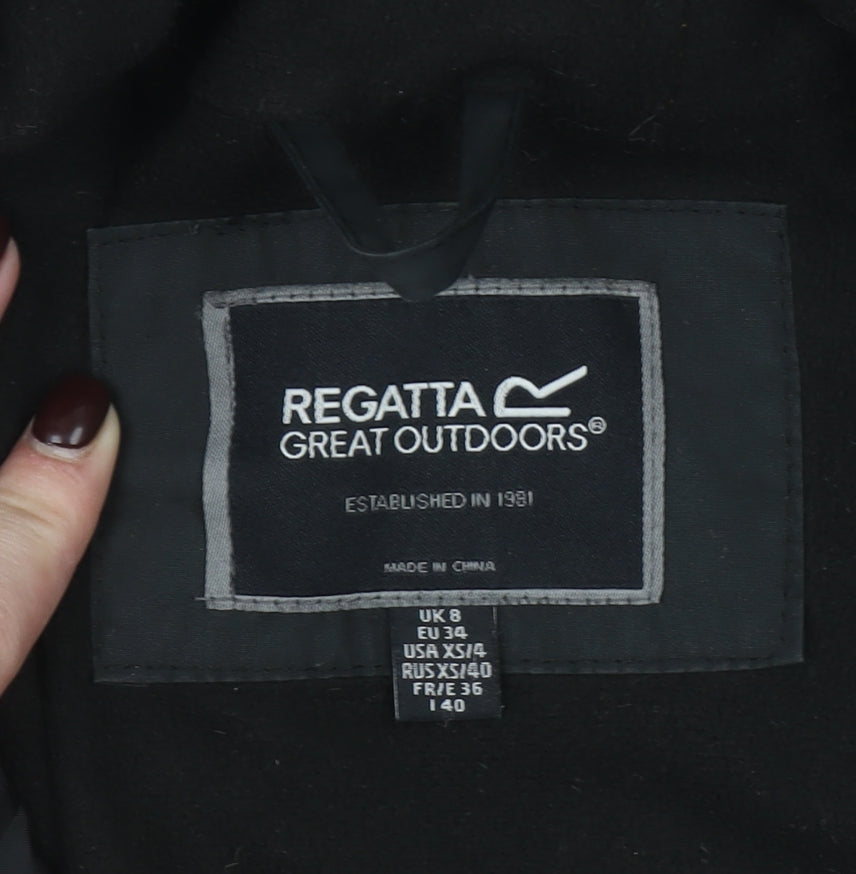 REGATTA
GREAT OUTDOORS®
ESTABLISHED IN 1981
MADE IN CHINA
UK 8
EU 34
USA XS/4
RUS XS/40
FR/E 36
I 40